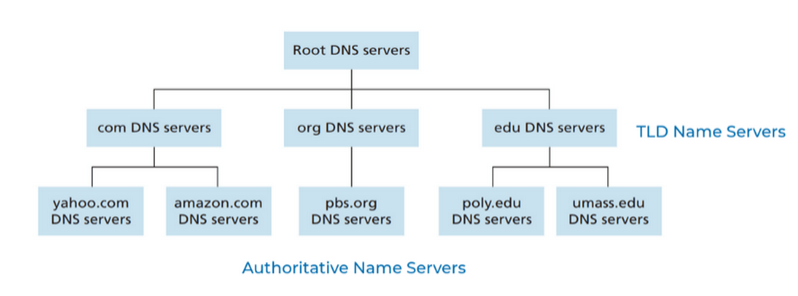 Root DNS servers
com DNS servers
org DNS servers
edu DNS servers
TLD Name Servers
yahoo.com
DNS servers
amazon.com
DNS servers
pbs.org
DNS servers
poly.edu
DNS servers
umass.edu
DNS servers
Authoritative Name Servers